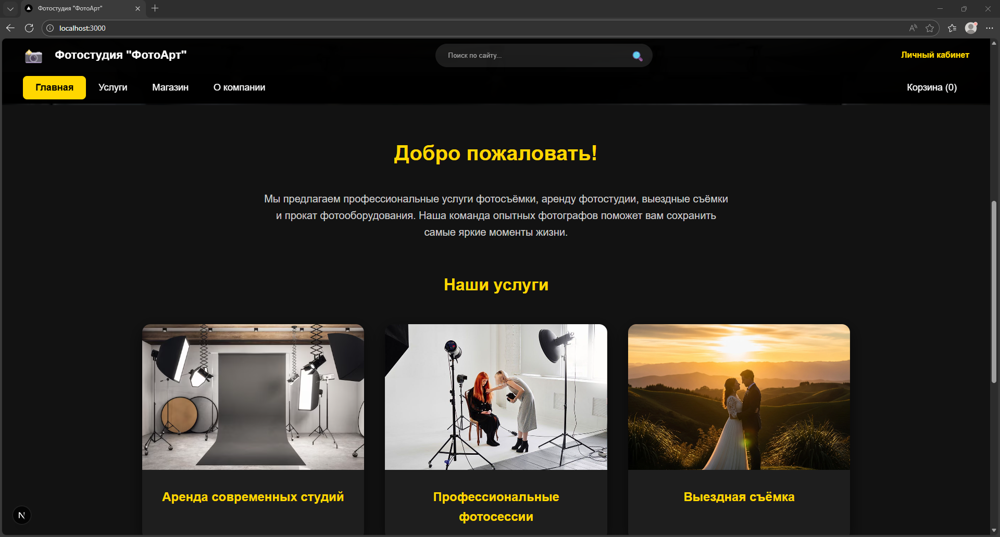 Фотостудия "ФотоАрт"
localhost:3000
Фотостудия "ФотоАрт"
Поиск по сайту...
Личный кабинет
Главная
Услуги
Магазин
О компании
Корзина (0)
Добро пожаловать!
Мы предлагаем профессиональные услуги фотосъёмки, аренду фотостудии, выездные съёмки
и прокат фотооборудования. Наша команда опытных фотографов поможет вам сохранить
самые яркие моменты жизни.
Наши услуги
Аренда современных студий
Профессиональные
фотосессии
Выездная съёмка
N